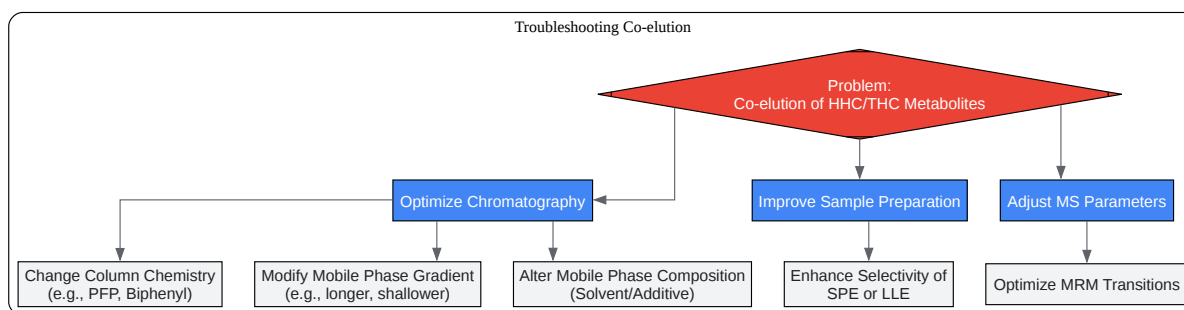 Troubleshooting Co-elution
Problem:
Co-elution of HHC/THC Metabolites
Optimize Chromatography
Improve Sample Preparation
Adjust MS Parameters
Change Column Chemistry
(e.g., PFP, Biphenyl)
Modify Mobile Phase Gradient
(e.g., longer, shallower)
Alter Mobile Phase Composition
(Solvent/Additive)
Enhance Selectivity of
SPE or LLE
Optimize MRM Transitions